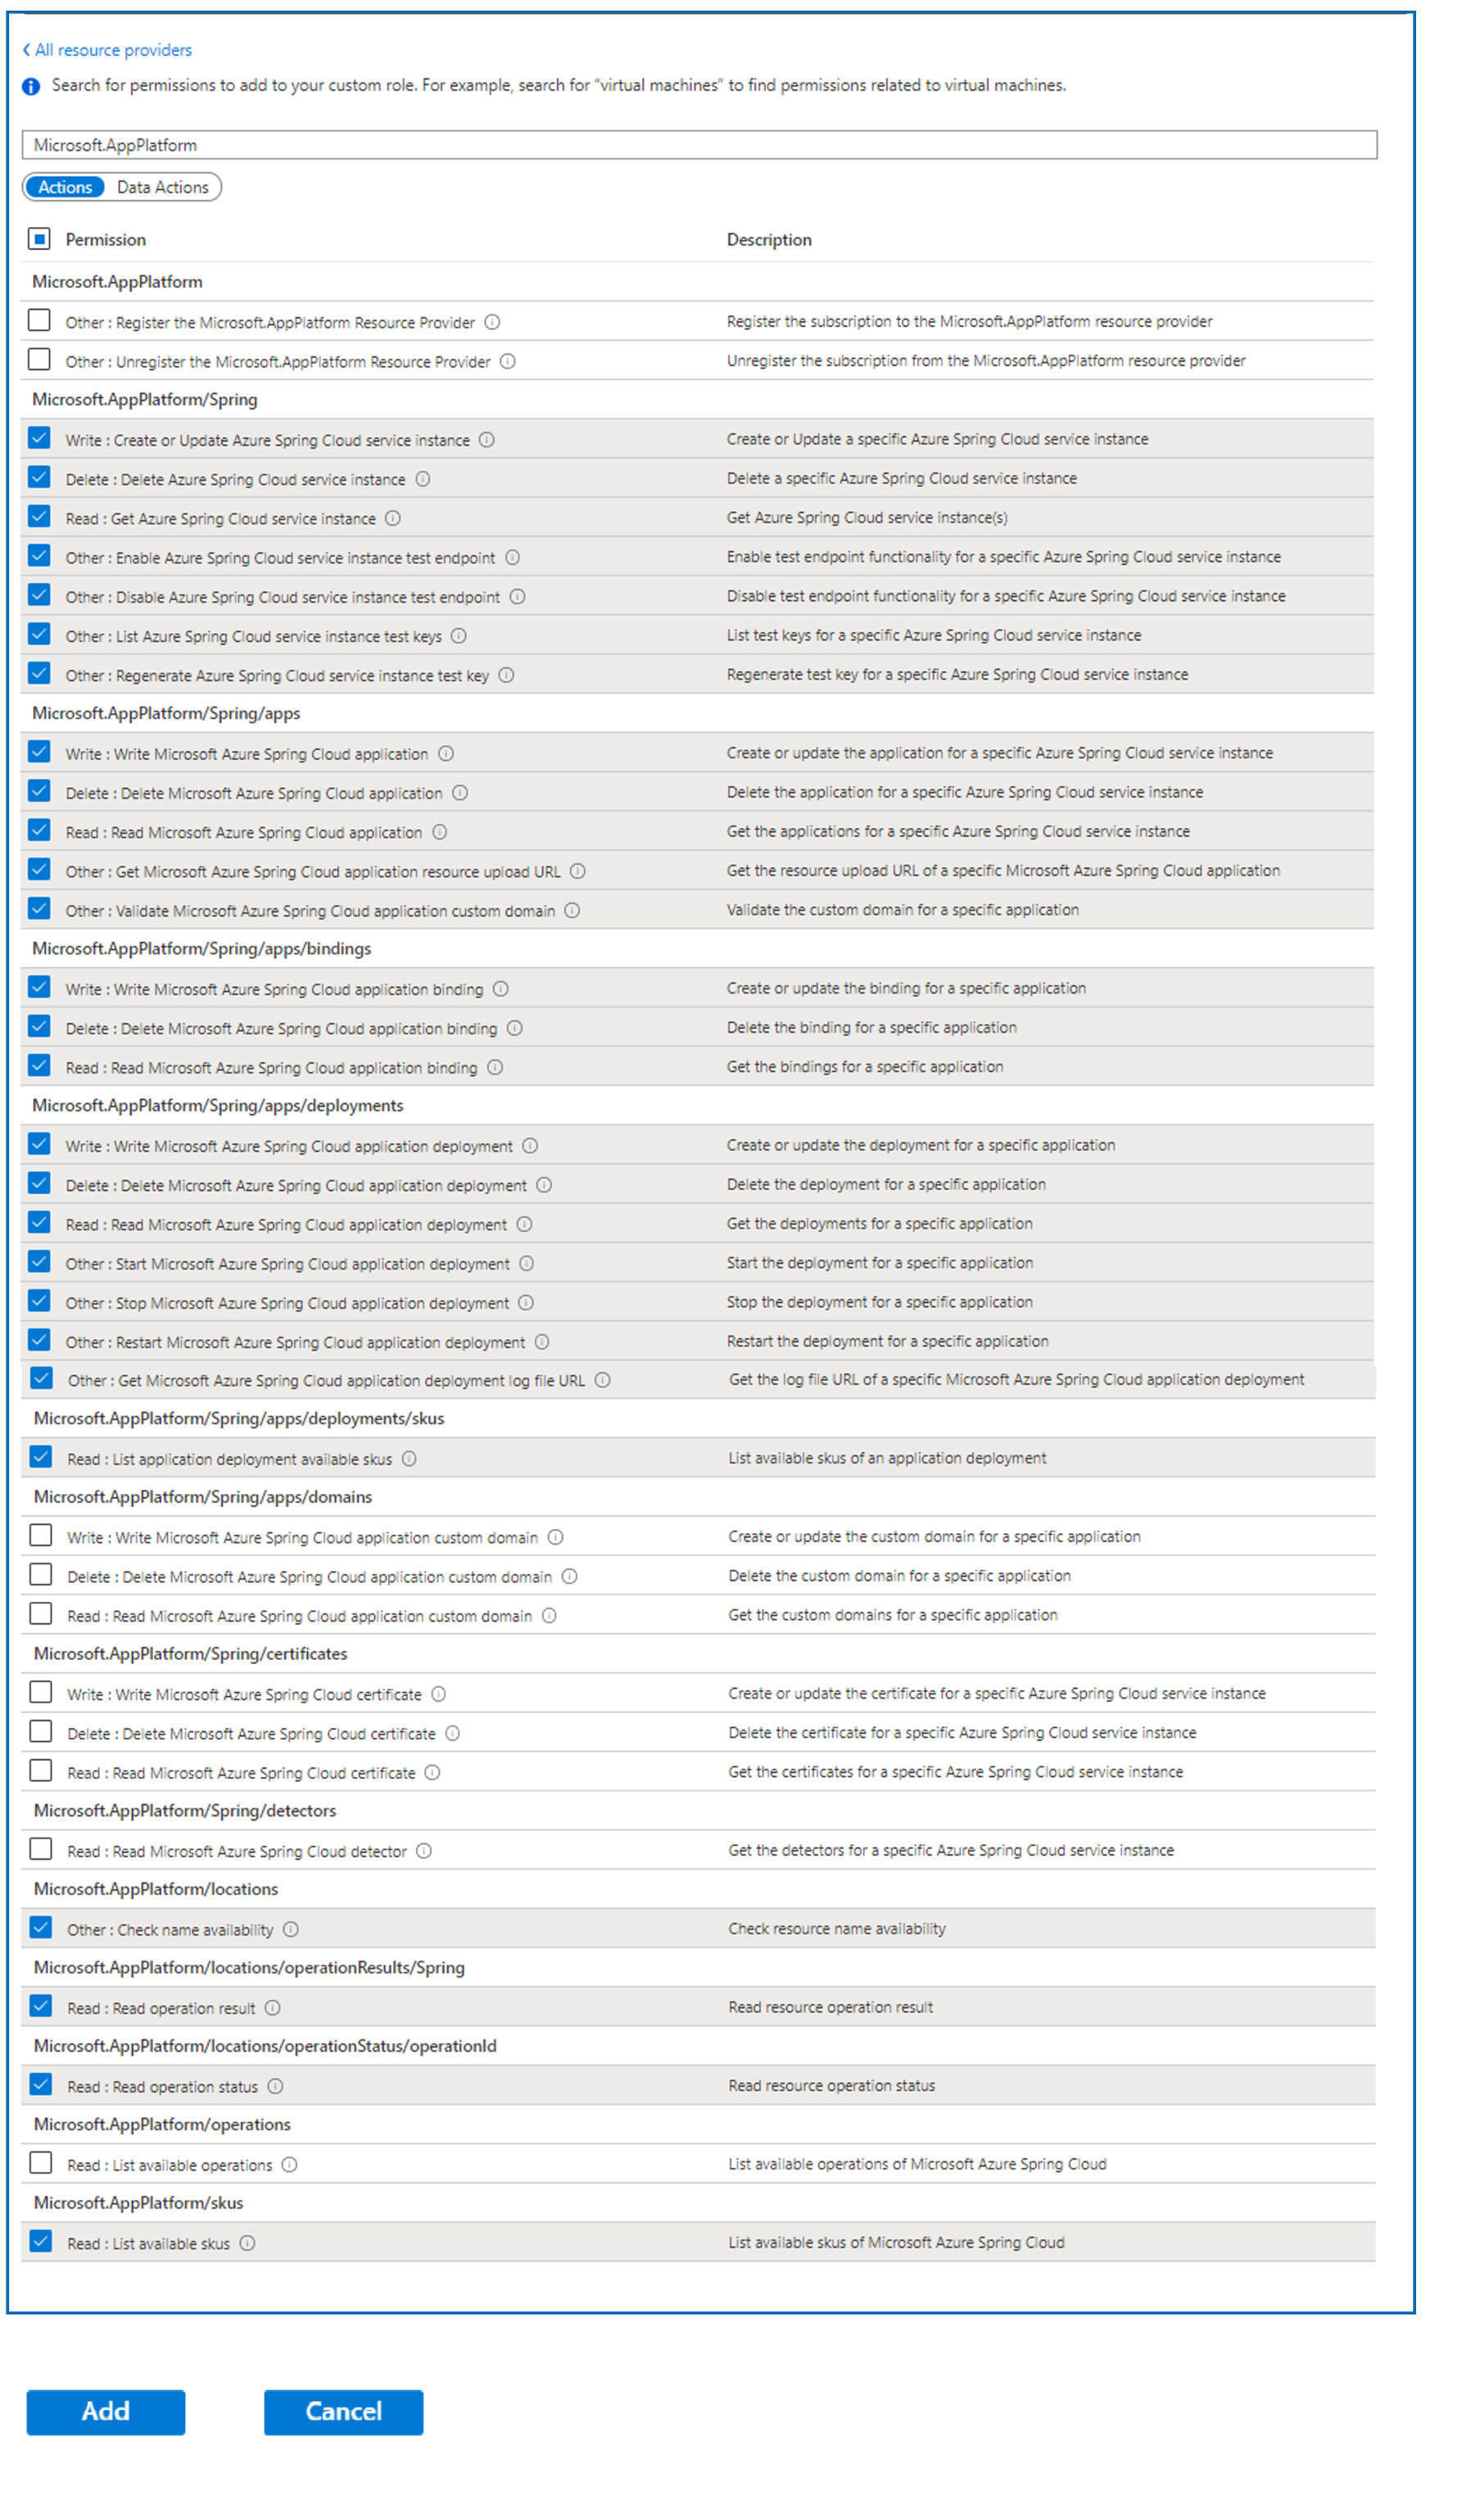 All resource providers
Search for permissions to add to your custom role. For example, search for "virtual machines" to find permissions related to virtual machines.
Microsoft.AppPlatform
Actions Data Actions
Permission Description
Microsoft.AppPlatform
Other : Register the Microsoft.AppPlatform Resource Provider Register the subscription to the Microsoft.AppPlatform resource provider
Other : Unregister the Microsoft.AppPlatform Resource Provider Unregister the subscription from the Microsoft.AppPlatform resource provider
Microsoft.AppPlatform/Spring
Write : Create or Update Azure Spring Cloud service instance Create or Update a specific Azure Spring Cloud service instance
Delete : Delete Azure Spring Cloud service instance Delete a specific Azure Spring Cloud service instance
Read : Get Azure Spring Cloud service instance Get Azure Spring Cloud service instance(s)
Other : Enable Azure Spring Cloud service instance test endpoint Enable test endpoint functionality for a specific Azure Spring Cloud service instance
Other : Disable Azure Spring Cloud service instance test endpoint Disable test endpoint functionality for a specific Azure Spring Cloud service instance
Other : List Azure Spring Cloud service instance test keys List test keys for a specific Azure Spring Cloud service instance
Other : Regenerate Azure Spring Cloud service instance test key Regenerate test key for a specific Azure Spring Cloud service instance
Microsoft.AppPlatform/Spring/apps
Write : Write Microsoft Azure Spring Cloud application Create or update the application for a specific Azure Spring Cloud service instance
Delete : Delete Microsoft Azure Spring Cloud application Delete the application for a specific Azure Spring Cloud service instance
Read : Read Microsoft Azure Spring Cloud application Get the applications for a specific Azure Spring Cloud service instance
Other : Get Microsoft Azure Spring Cloud application resource upload URL Get the resource upload URL of a specific Microsoft Azure Spring Cloud application
Other : Validate Microsoft Azure Spring Cloud application custom domain Validate the custom domain for a specific application
Microsoft.AppPlatform/Spring/apps/bindings
Write : Write Microsoft Azure Spring Cloud application binding Create or update the binding for a specific application
Delete : Delete Microsoft Azure Spring Cloud application binding Delete the binding for a specific application
Read : Read Microsoft Azure Spring Cloud application binding Get the bindings for a specific application
Microsoft.AppPlatform/Spring/apps/deployments
Write : Write Microsoft Azure Spring Cloud application deployment Create or update the deployment for a specific application
Delete : Delete Microsoft Azure Spring Cloud application deployment Delete the deployment for a specific application
Read : Read Microsoft Azure Spring Cloud application deployment Get the deployments for a specific application
Other : Start Microsoft Azure Spring Cloud application deployment Start the deployment for a specific application
Other : Stop Microsoft Azure Spring Cloud application deployment Stop the deployment for a specific application
Other : Restart Microsoft Azure Spring Cloud application deployment Restart the deployment for a specific application
Other : Get Microsoft Azure Spring Cloud application deployment log file URL Get the log file URL of a specific Microsoft Azure Spring Cloud application deployment
Microsoft.AppPlatform/Spring/apps/deployments/skus
Read : List application deployment available skus List available skus of an application deployment
Microsoft.AppPlatform/Spring/apps/domains
Write : Write Microsoft Azure Spring Cloud application custom domain Create or update the custom domain for a specific application
Delete : Delete Microsoft Azure Spring Cloud application custom domain Delete the custom domain for a specific application
Read : Read Microsoft Azure Spring Cloud application custom domain Get the custom domains for a specific application
Microsoft.AppPlatform/Spring/certificates
Write : Write Microsoft Azure Spring Cloud certificate Create or update the certificate for a specific Azure Spring Cloud service instance
Delete : Delete Microsoft Azure Spring Cloud certificate Delete the certificate for a specific Azure Spring Cloud service instance
Read : Read Microsoft Azure Spring Cloud certificate Get the certificates for a specific Azure Spring Cloud service instance
Microsoft.AppPlatform/Spring/detectors
Read : Read Microsoft Azure Spring Cloud detector Get the detectors for a specific Azure Spring Cloud service instance
Microsoft.AppPlatform/locations
Other : Check name availability Check resource name availability
Microsoft.AppPlatform/locations/operationResults/Spring
Read : Read operation result Read resource operation result
Microsoft.AppPlatform/locations/operationStatus/operationId
Read : Read operation status Read resource operation status
Microsoft.AppPlatform/operations
Read : List available operations List available operations of Microsoft Azure Spring Cloud
Microsoft.AppPlatform/skus
Read : List available skus List available skus of Microsoft Azure Spring Cloud
Add Cancel